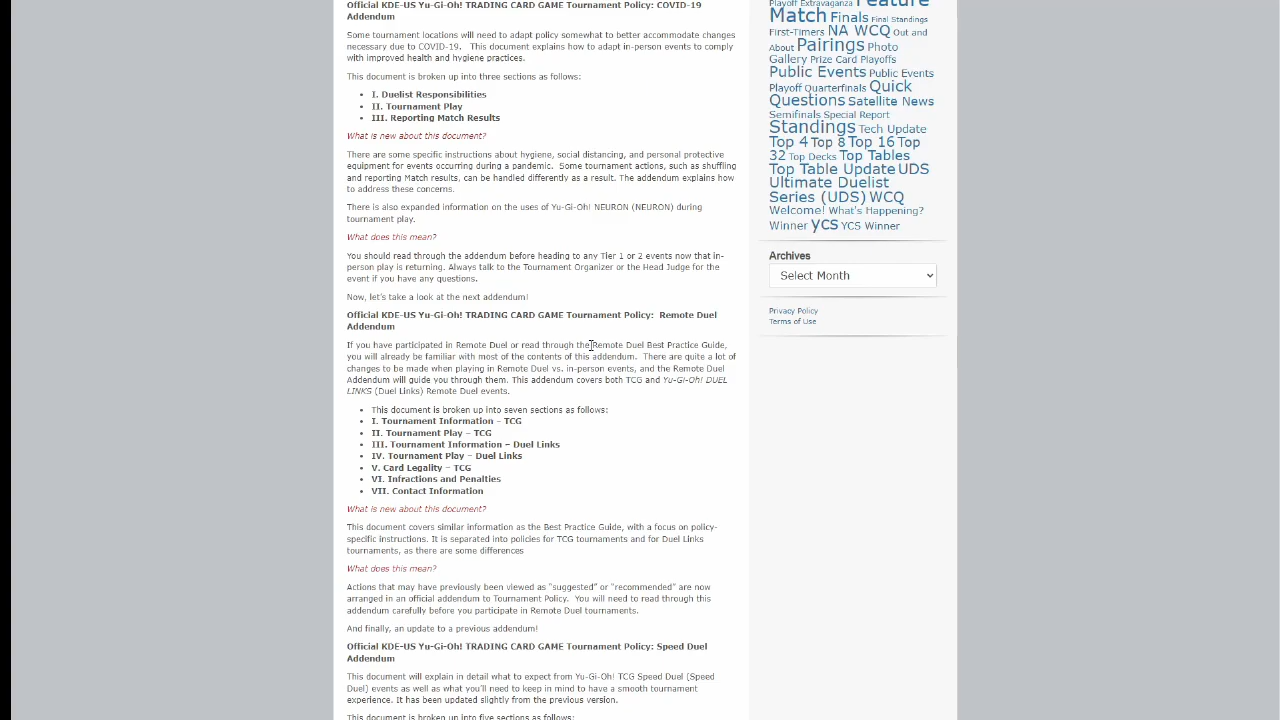 Official KDE-US Yu-Gi-Oh! TRADING CARD GAME Tournament Policy: COVID-19
Addendum
Some tournament locations will need to adapt policy somewhat to better accommodate changes
necessary due to COVID-19.   This document explains how to adapt in-person events to comply
with improved health and hygiene practices.
This document is broken up into three sections as follows:
• I. Duelist Responsibilities
• II. Tournament Play
• III. Reporting Match Results
What is new about this document?
There are some specific instructions about hygiene, social distancing, and personal protective
equipment for events occurring during a pandemic.  Some tournament actions, such as shuffling
and reporting Match results, can be handled differently as a result. The addendum explains how
to address these concerns.
There is also expanded information on the uses of Yu-Gi-Oh! NEURON (NEURON) during
tournament play.
What does this mean?
You should read through the addendum before heading to any Tier 1 or 2 events now that in-
person play is returning. Always talk to the Tournament Organizer or the Head Judge for the
event if you have any questions.
Now, let's take a look at the next addendum!
Official KDE-US Yu-Gi-Oh! TRADING CARD GAME Tournament Policy:  Remote Duel
Addendum
If you have participated in Remote Duel or read through the Remote Duel Best Practice Guide,
you will already be familiar with most of the contents of this addendum.  There are quite a lot of
changes to be made when playing in Remote Duel vs. in-person events, and the Remote Duel
Addendum will guide you through them. This addendum covers both TCG and Yu-Gi-Oh! DUEL
LINKS (Duel Links) Remote Duel events.
• This document is broken up into seven sections as follows:
• I. Tournament Information - TCG
• II. Tournament Play – TCG
• III. Tournament Information – Duel Links
• IV. Tournament Play – Duel Links
• V. Card Legality – TCG
• VI. Infractions and Penalties
• VII. Contact Information
What is new about this document?
This document covers similar information as the Best Practice Guide, with a focus on policy-
specific instructions. It is separated into policies for TCG tournaments and for Duel Links
tournaments, as there are some differences
What does this mean?
Actions that may have previously been viewed as "suggested" or "recommended" are now
arranged in an official addendum to Tournament Policy.  You will need to read through this
addendum carefully before you participate in Remote Duel tournaments.
And finally, an update to a previous addendum!
Official KDE-US Yu-Gi-Oh! TRADING CARD GAME Tournament Policy: Speed Duel
Addendum
This document will explain in detail what to expect from Yu-Gi-Oh! TCG Speed Duel (Speed
Duel) events as well as what you'll need to keep in mind to have a smooth tournament
experience. It has been updated slightly from the previous version.
This document is broken up into five sections as follows:
Playoff Extravaganza Feature
Match Finals Final Standings
First-Timers NA WCQ Out and
About Pairings Photo
Gallery Prize Card Playoffs
Public Events Public Events
Playoff Quarterfinals Quick
Questions Satellite News
Semifinals Special Report
Standings Tech Update
Top 4 Top 8 Top 16 Top
32 Top Decks Top Tables
Top Table Update UDS
Ultimate Duelist
Series (UDS) WCQ
Welcome! What's Happening?
Winner ycs YCS Winner
Archives
Select Month
Privacy Policy
Terms of Use